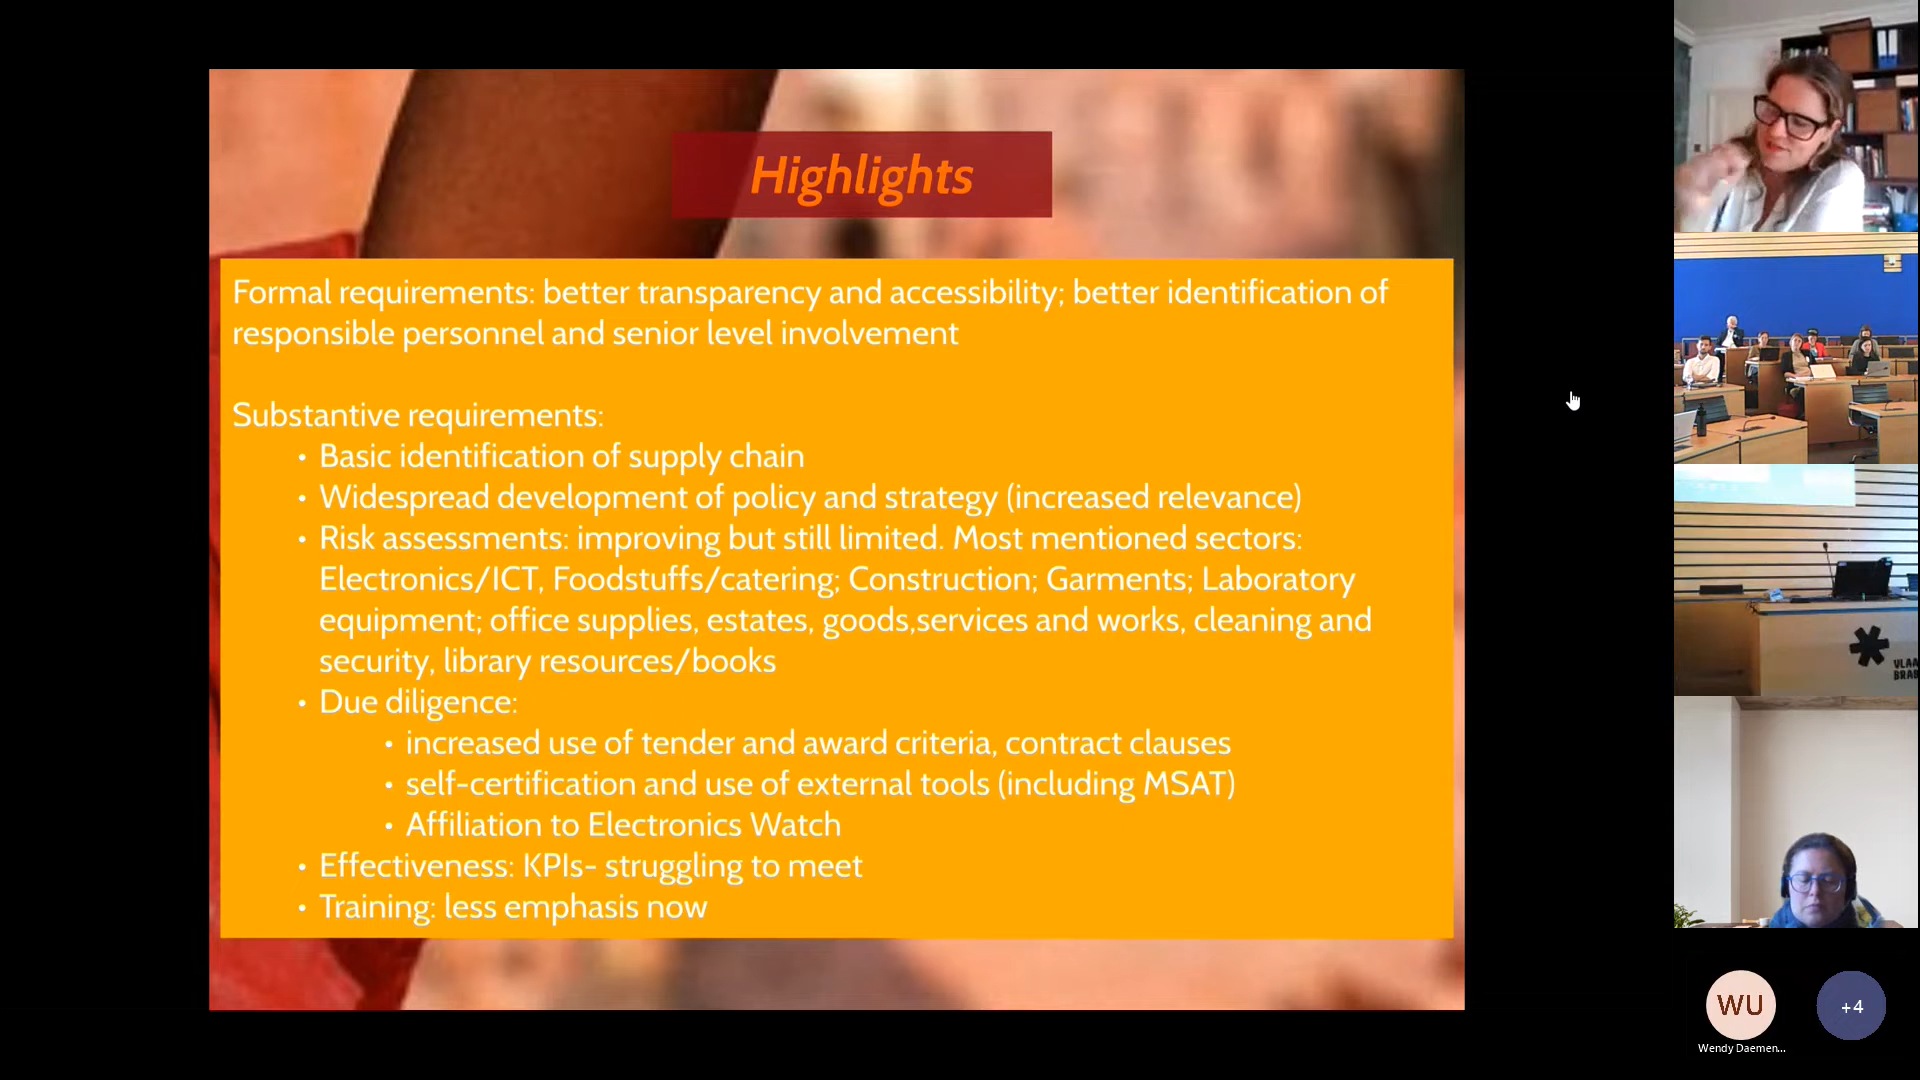 Highlights
Formal requirements: better transparency and accessibility; better identification of
responsible personnel and senior level involvement
Substantive requirements:
• Basic identification of supply chain
• Widespread development of policy and strategy (increased relevance)
• Risk assessments: improving but still limited. Most mentioned sectors:
Electronics/ICT, Foodstuffs/catering; Construction; Garments; Laboratory
equipment; office supplies, estates, goods,services and works, cleaning and
security, library resources/books
• Due diligence:
• increased use of tender and award criteria, contract clauses
• self-certification and use of external tools (including MSAT)
• Affiliation to Electronics Watch
• Effectiveness: KPIs- struggling to meet
• Training: less emphasis now
VLAA
BRAB
WU
+4
Wendy Daemen...